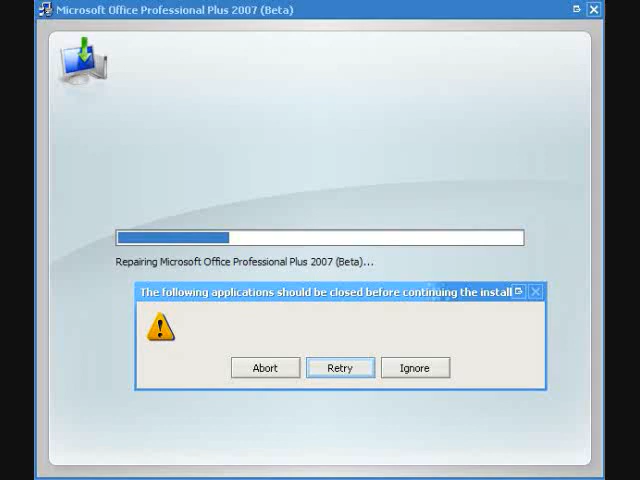 Microsoft Office Professional Plus 2007 (Beta)
Repairing Microsoft Office Professional Plus 2007 (Beta)...
The following applications should be closed before continuing the install
Abort
Retry
Ignore